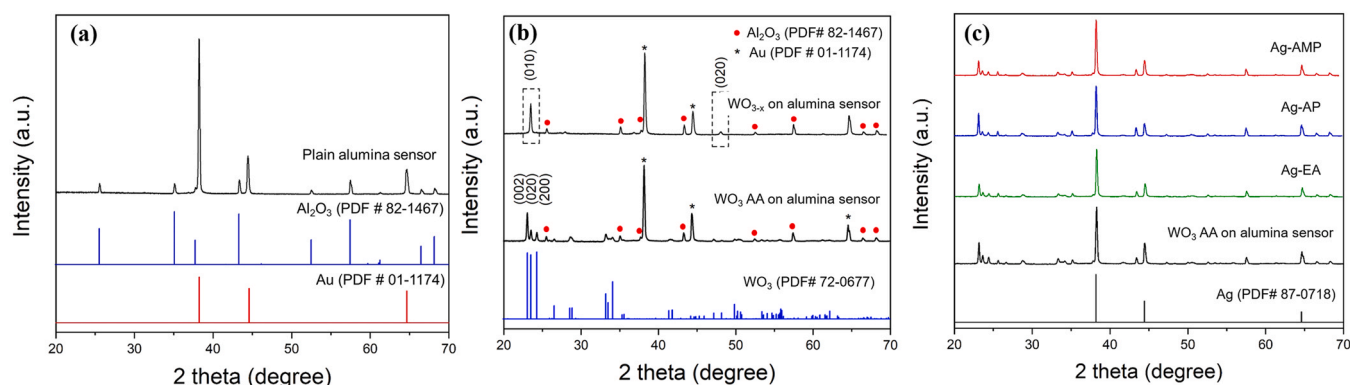 (a)
Intensity (a.u.)
Plain alumina sensor
Al₂O₃ (PDF # 82-1467)
Au (PDF # 01-1174)
20 30 40 50 60 70
2 theta (degree)
(b)
Intensity (a.u.)
Al₂O₃ (PDF# 82-1467)
* Au (PDF # 01-1174)
(010)
(020)
WO₃₋ₓ on alumina sensor
(002)
(020)
(200)
WO₃ AA on alumina sensor
WO₃ (PDF# 72-0677)
20 30 40 50 60 70
2 theta (degree)
(c)
Intensity (a.u.)
Ag-AMP
Ag-AP
Ag-EA
WO₃ AA on alumina sensor
Ag (PDF# 87-0718)
20 30 40 50 60 70
2 theta (degree)